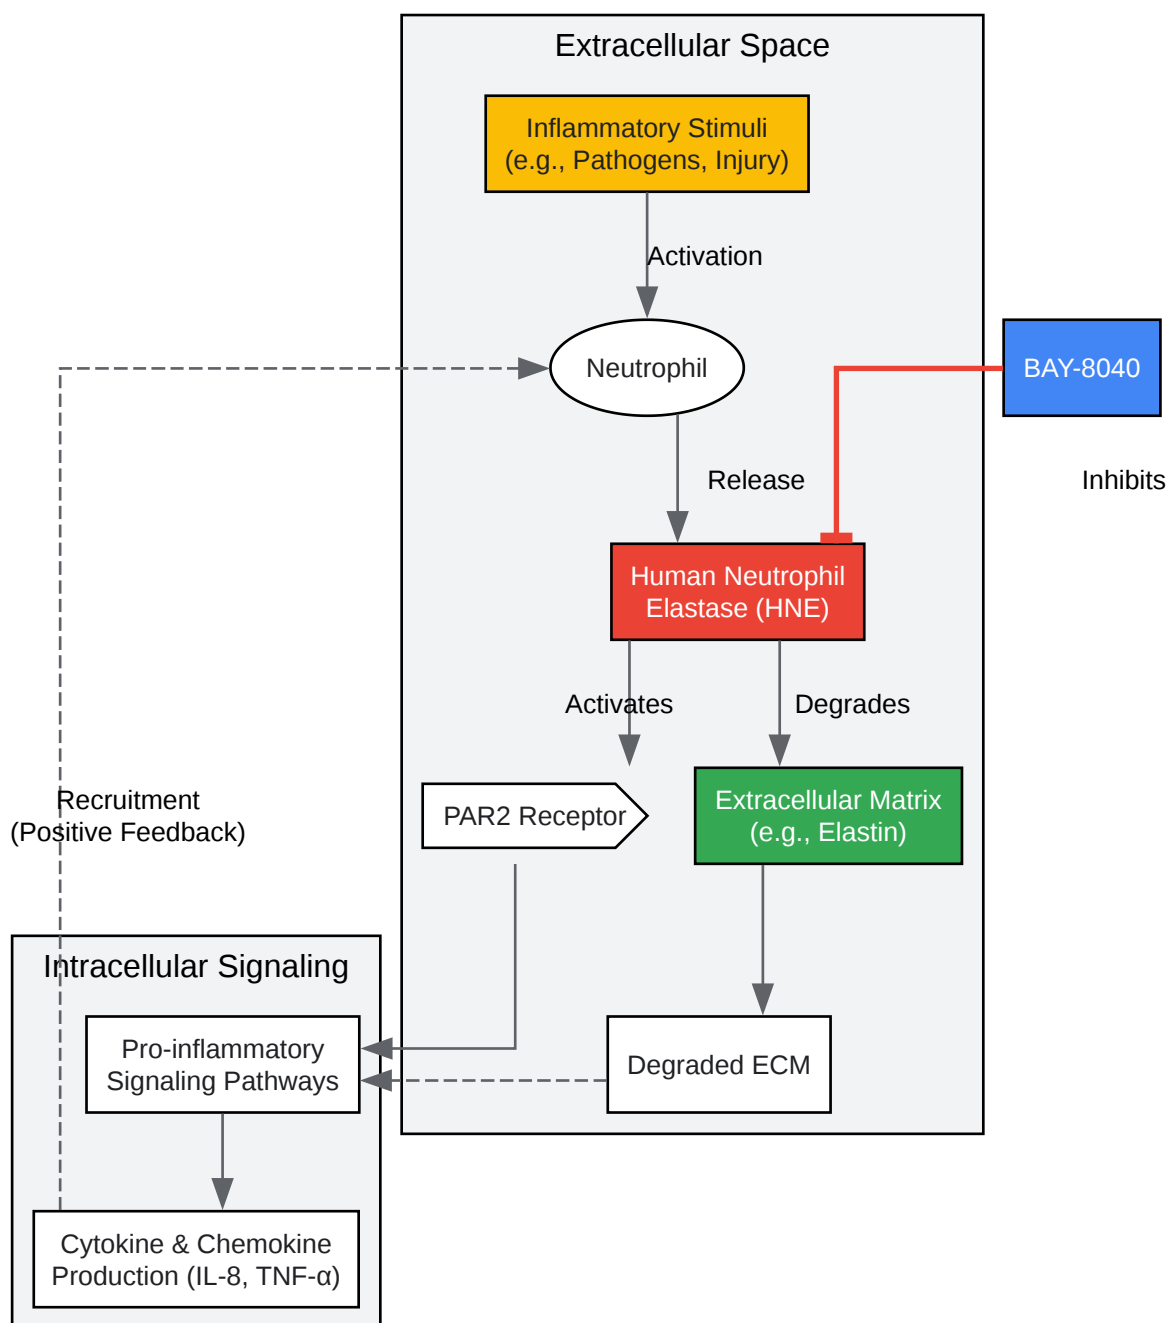 Extracellular Space
Inflammatory Stimuli
(e.g., Pathogens, Injury)
Activation
Neutrophil
BAY-8040
Release
Inhibits
Human Neutrophil
Elastase (HNE)
Activates
Degrades
PAR2 Receptor
Extracellular Matrix
(e.g., Elastin)
Recruitment
(Positive Feedback)
Intracellular Signaling
Pro-inflammatory
Signaling Pathways
Degraded ECM
Cytokine & Chemokine
Production (IL-8, TNF-α)